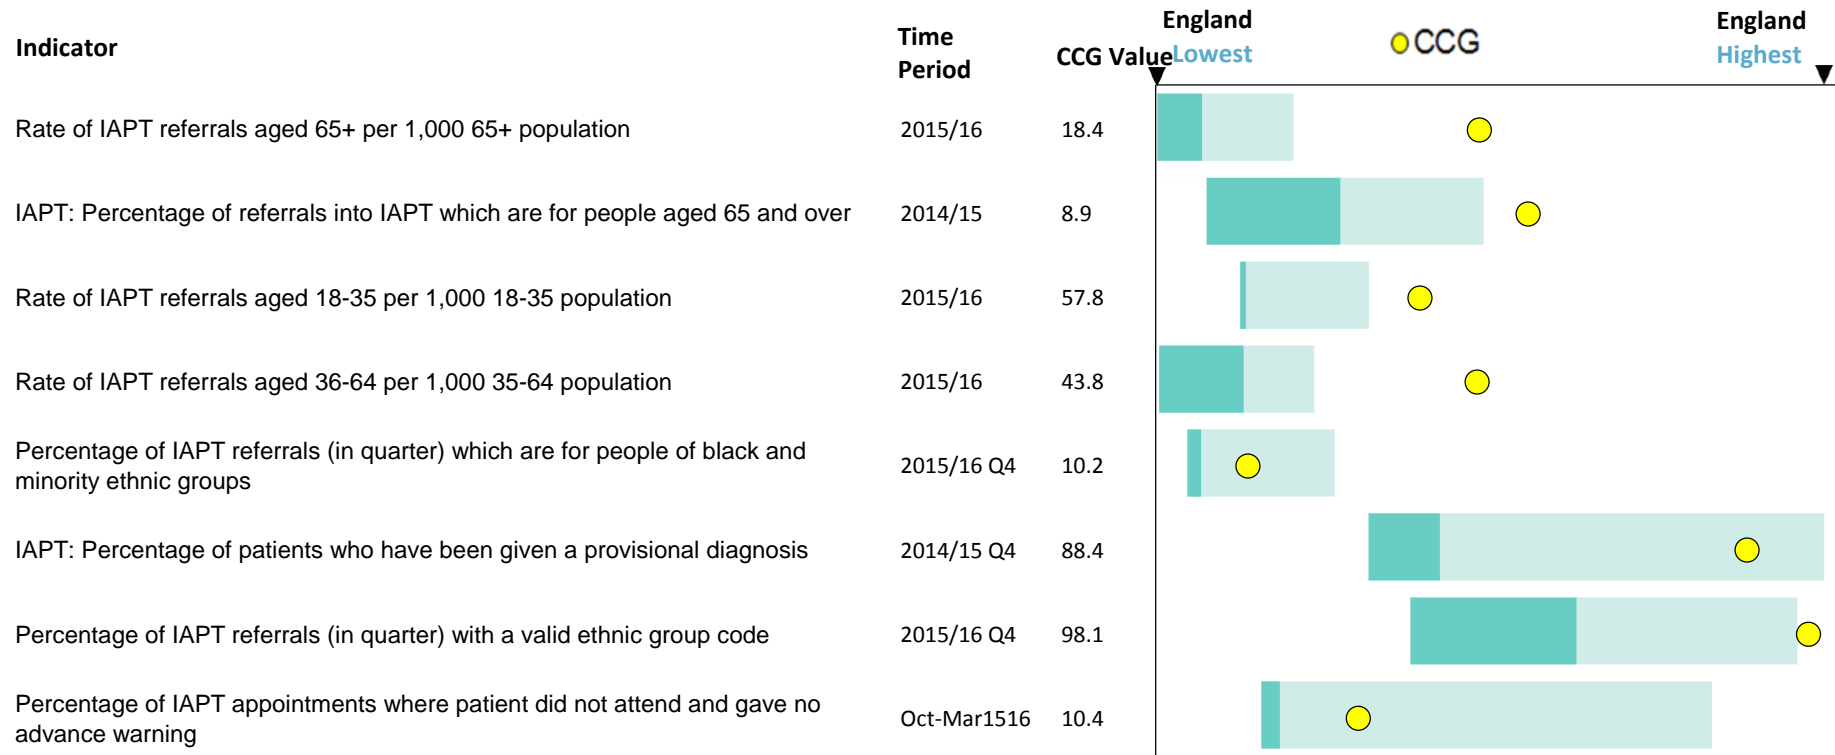 Indicator
Time
Period
CCG Value
England
Lowest
CCG
England
Highest
Rate of IAPT referrals aged 65+ per 1,000 65+ population 2015/16 18.4
IAPT: Percentage of referrals into IAPT which are for people aged 65 and over 2014/15 8.9
Rate of IAPT referrals aged 18-35 per 1,000 18-35 population 2015/16 57.8
Rate of IAPT referrals aged 36-64 per 1,000 35-64 population 2015/16 43.8
Percentage of IAPT referrals (in quarter) which are for people of black and
minority ethnic groups
2015/16 Q4 10.2
IAPT: Percentage of patients who have been given a provisional diagnosis 2014/15 Q4 88.4
Percentage of IAPT referrals (in quarter) with a valid ethnic group code 2015/16 Q4 98.1
Percentage of IAPT appointments where patient did not attend and gave no
advance warning
Oct-Mar1516 10.4